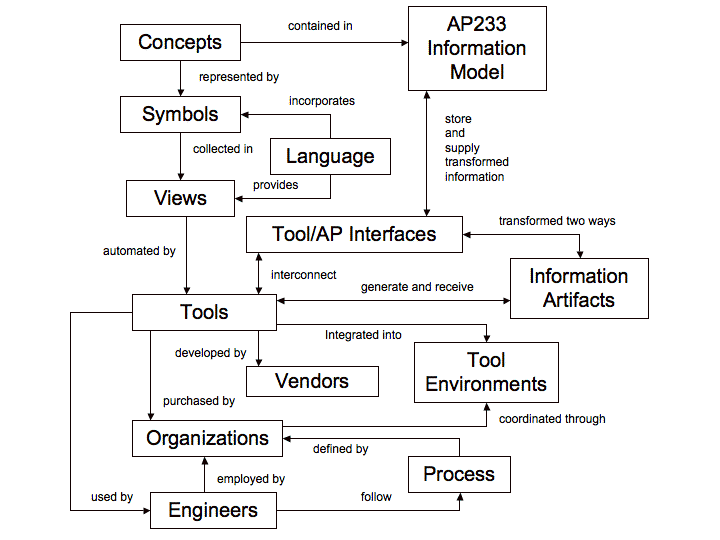 Concepts
contained in
AP233
Information
Model
represented by
Symbols
incorporates
store
and
supply
transformed
information
collected in
Language
Views
provides
Tool/AP Interfaces
transformed two ways
automated by
interconnect
Information
Artifacts
generate and receive
Tools
Integrated into
developed by
Tool
Environments
Vendors
purchased by
coordinated through
Organizations
defined by
employed by
Process
used by
follow
Engineers